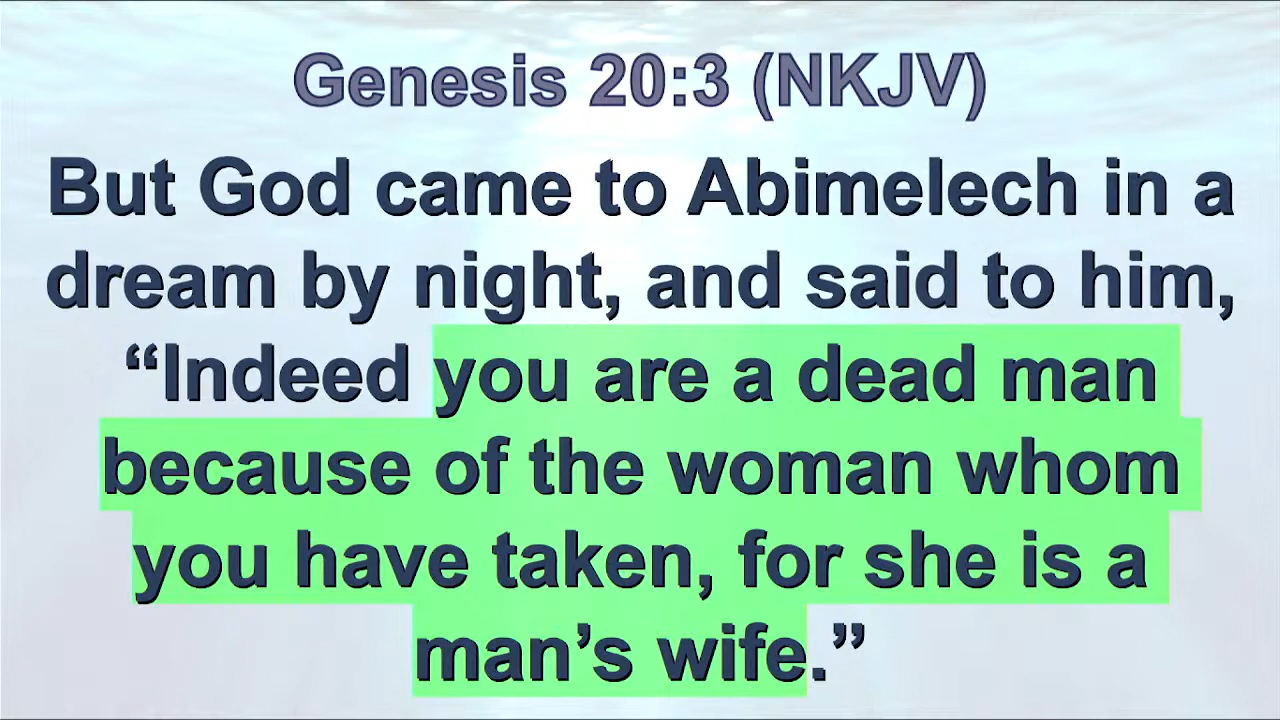 Genesis 20:3 (NKJV)
But God came to Abimelech in a
dream by night, and said to him,
“Indeed you are a dead man
because of the woman whom
you have taken, for she is a
man’s wife.”